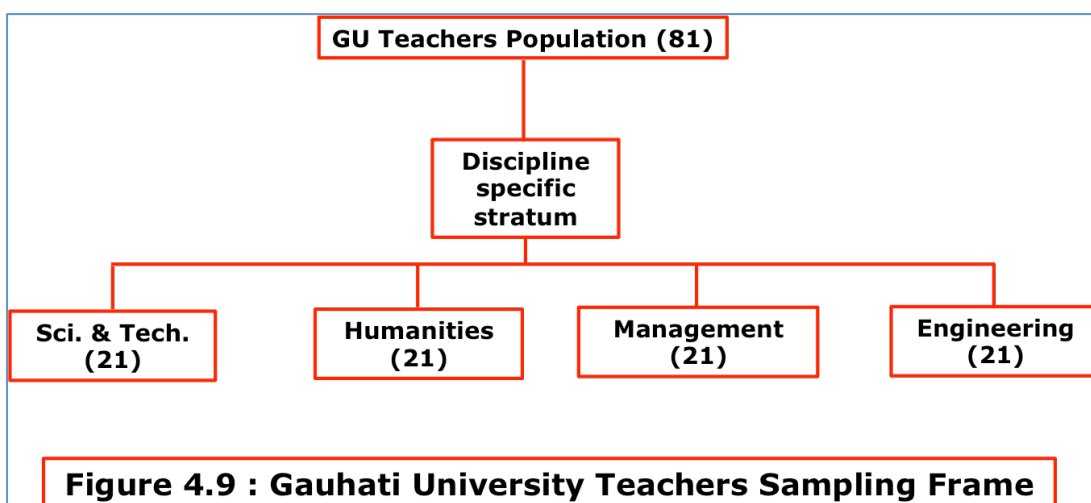 GU Teachers Population (81)
Discipline
specific
stratum
Sci. & Tech.
(21)
Humanities
(21)
Management
(21)
Engineering
(21)
Figure 4.9 : Gauhati University Teachers Sampling Frame